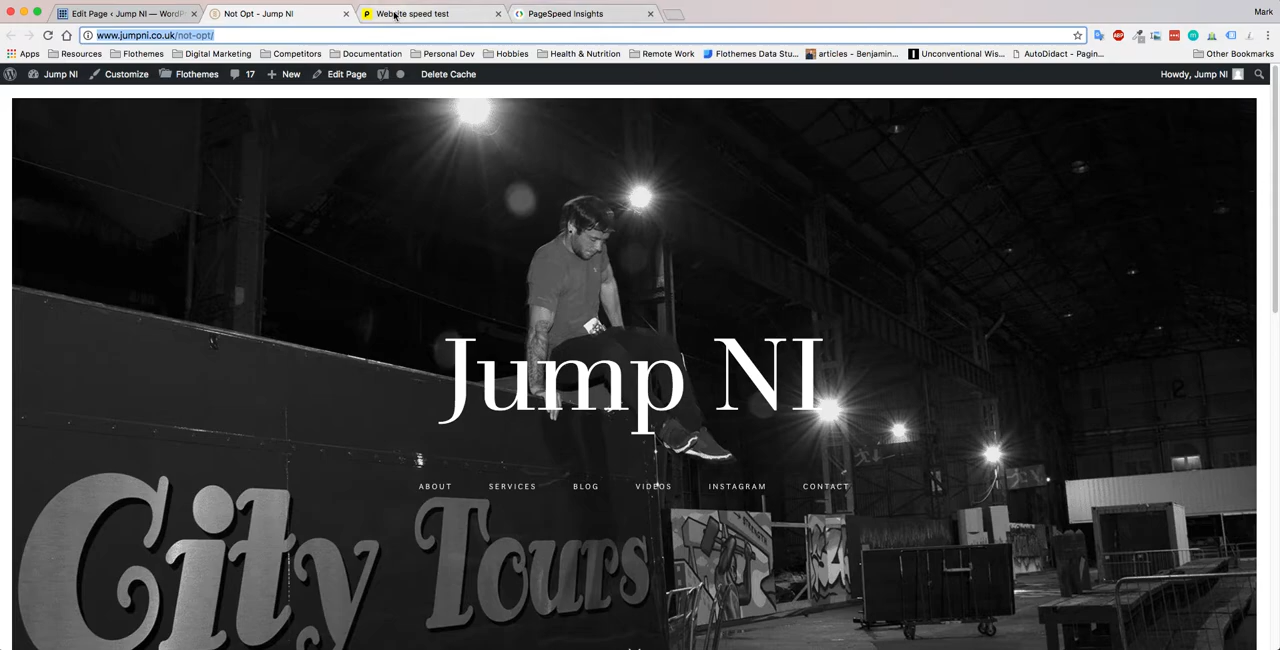 Edit Page ‹ Jump NI — WordPr
Not Opt - Jump NI
Website speed test
PageSpeed Insights
Mark
www.jumpni.co.uk/not-opt/
Apps
Resources
Flothemes
Digital Marketing
Competitors
Documentation
Personal Dev
Hobbies
Health & Nutrition
Remote Work
Flothemes Data Stu...
articles - Benjamin...
Unconventional Wis...
AutoDidact - Pagin...
Other Bookmarks
Jump NI
Customize
Flothemes
17
New
Edit Page
Delete Cache
Howdy, Jump NI
Jump NI
ABOUT
SERVICES
BLOG
VIDEOS
INSTAGRAM
CONTACT
City Tours